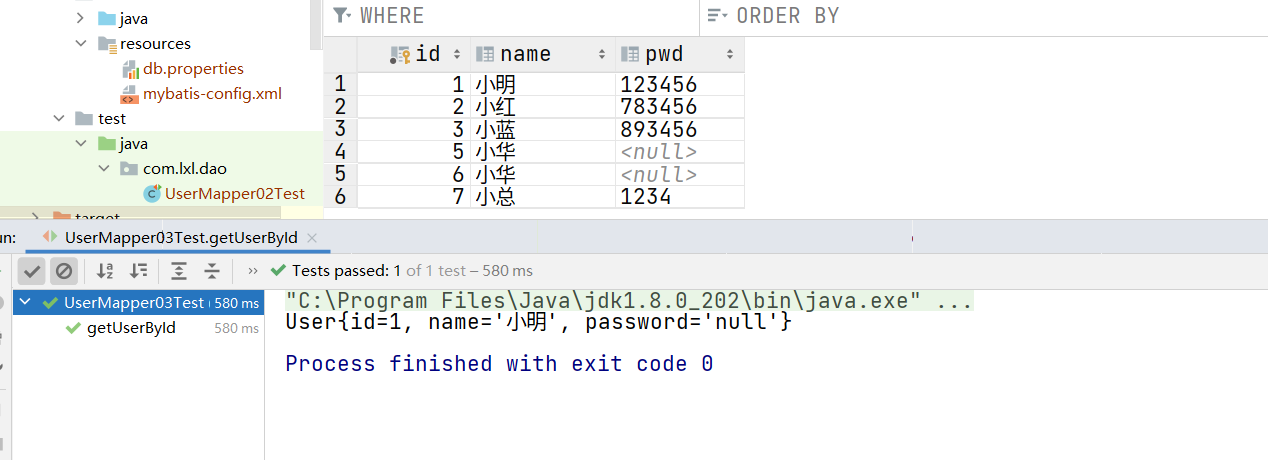 java
resources
db.properties
mybatis-config.xml
test
java
com.lxl.dao
UserMapper02Test
WHERE ORDER BY
id name pwd
1 1 小明 123456
2 2 小红 783456
3 3 小蓝 893456
4 5 小华 <null>
5 6 小华 <null>
6 7 小总 1234
UserMapper03Test.getUserById
Tests passed: 1 of 1 test – 580 ms
UserMapper03Test 580 ms
getUserById 580 ms
"C:\Program Files\Java\jdk1.8.0_202\bin\java.exe" ...
User{id=1, name='小明', password='null'}
Process finished with exit code 0